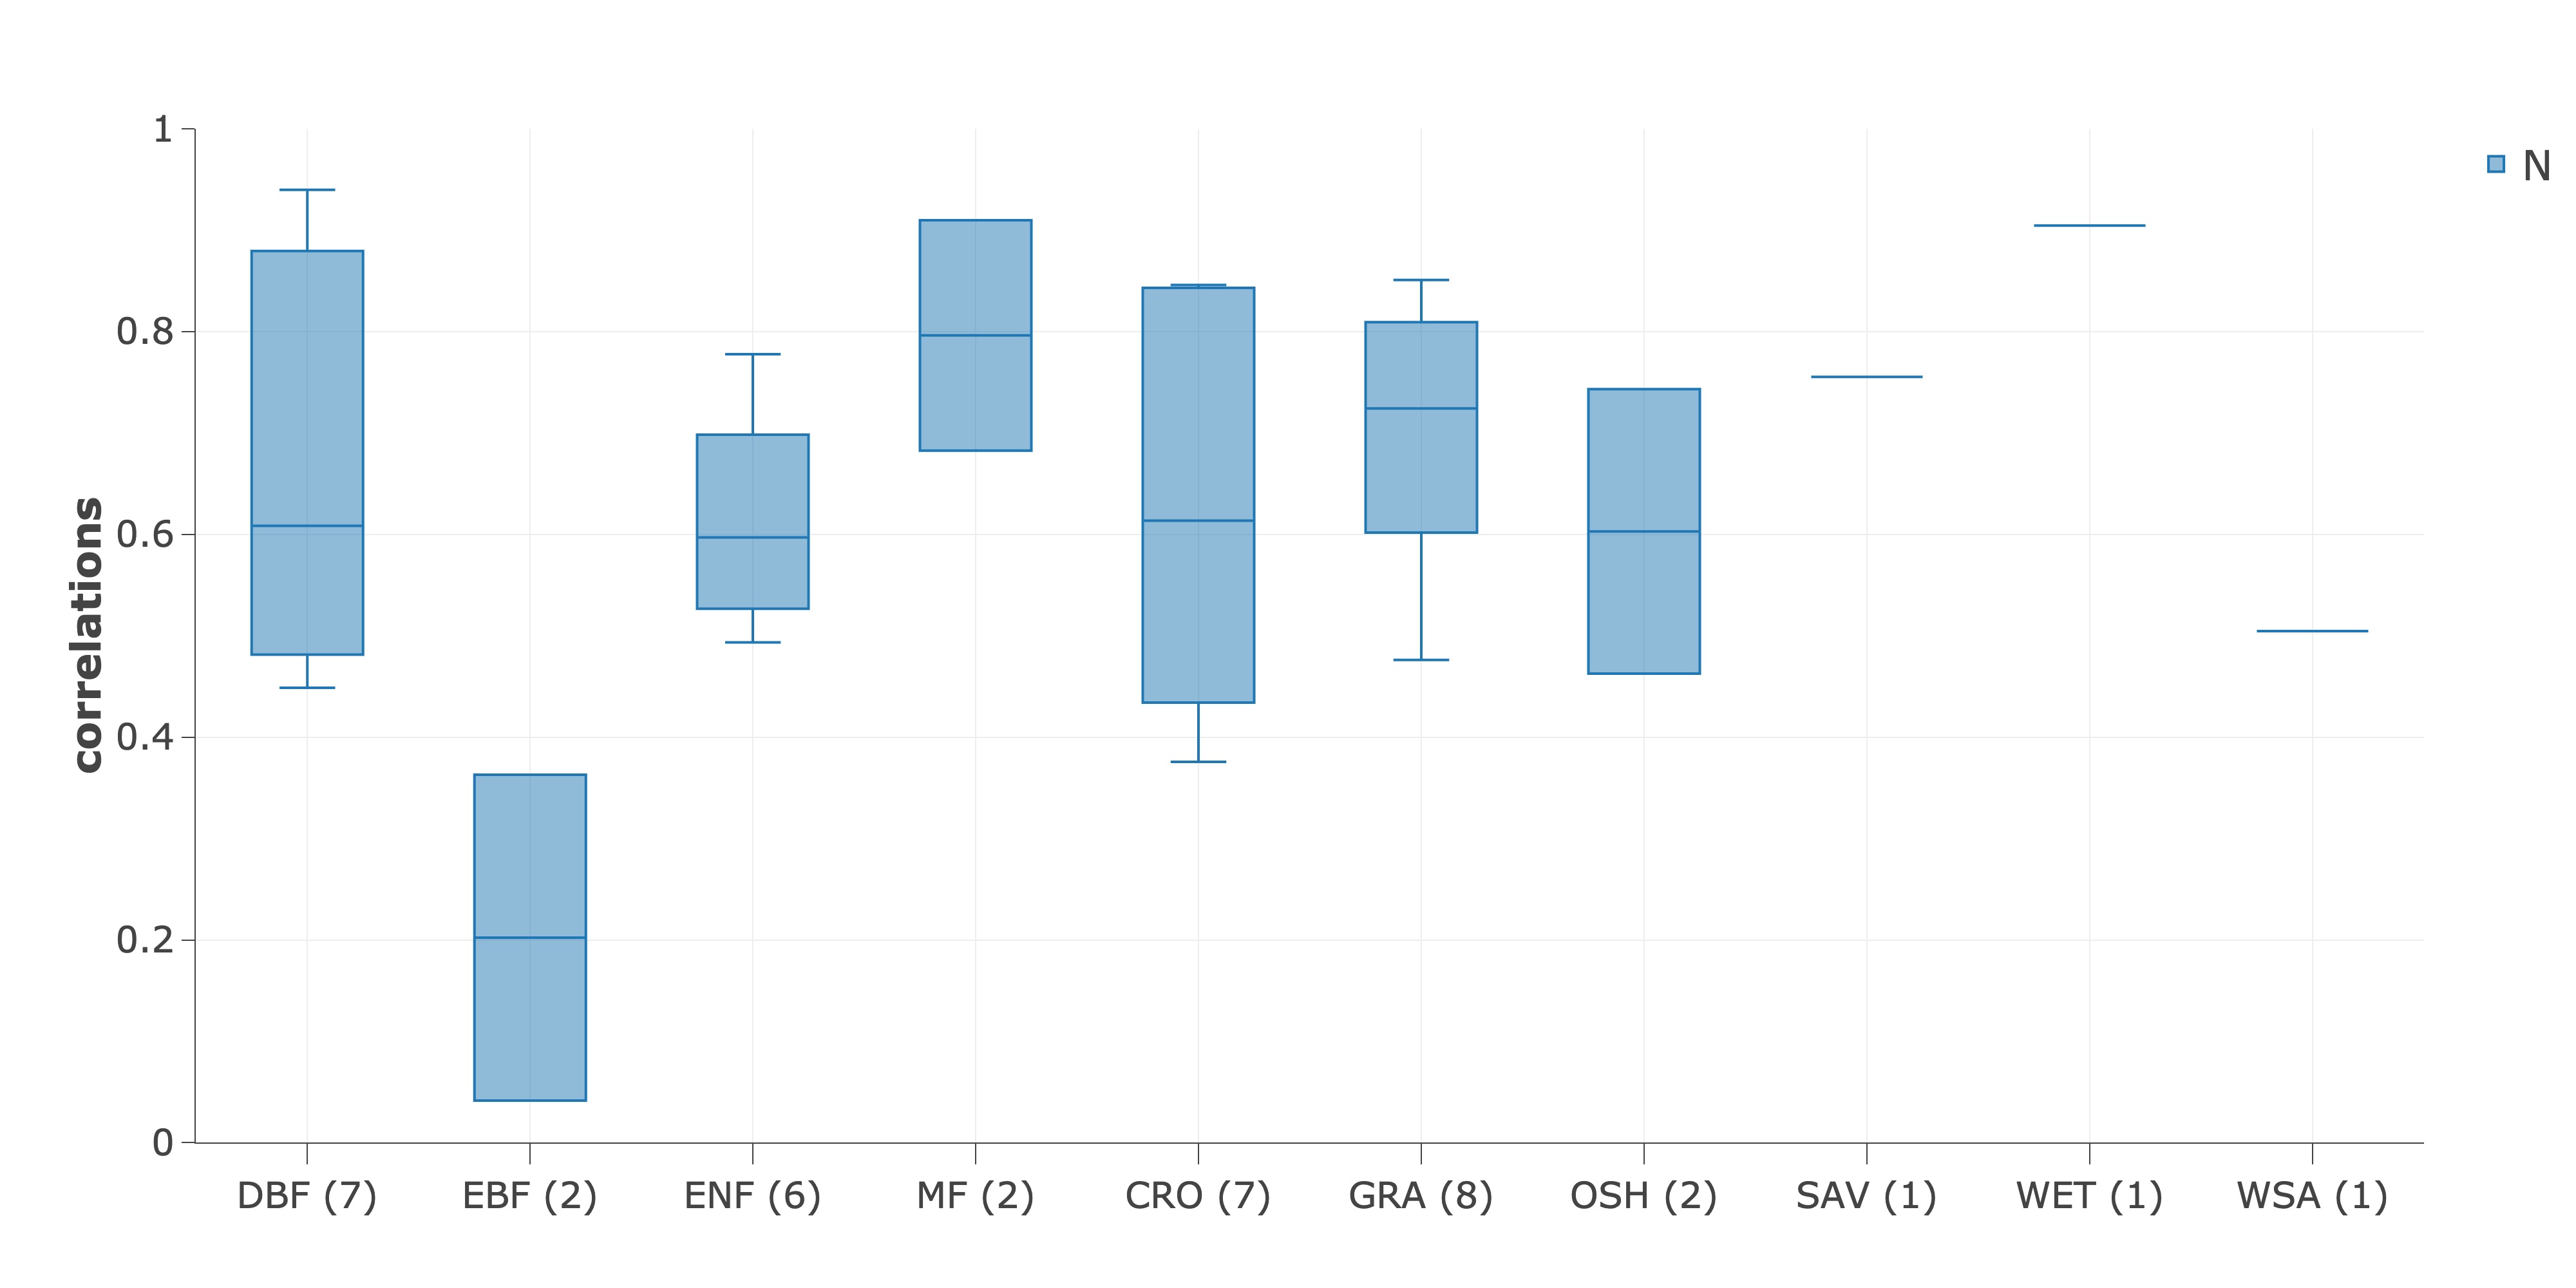 N
correlations
1
0.8
0.6
0.4
0.2
0
DBF (7) EBF (2) ENF (6) MF (2) CRO (7) GRA (8) OSH (2) SAV (1) WET (1) WSA (1)